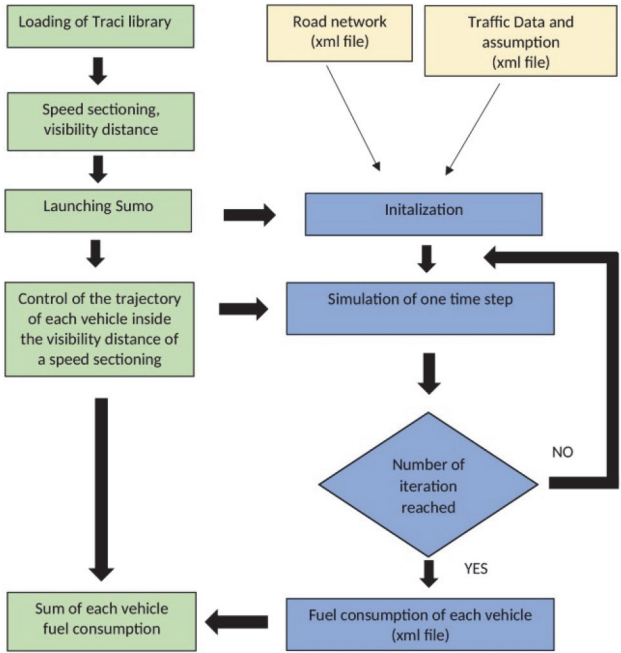 Loading of Traci library
Road network
(xml file)
Traffic Data and
assumption
(xml file)
Speed sectioning,
visibility distance
Launching Sumo
Initalization
Control of the trajectory
of each vehicle inside
the visibility distance of
a speed sectioning
Simulation of one time step
Number of
iteration
reached
NO
YES
Sum of each vehicle
fuel consumption
Fuel consumption of each vehicle
(xml file)